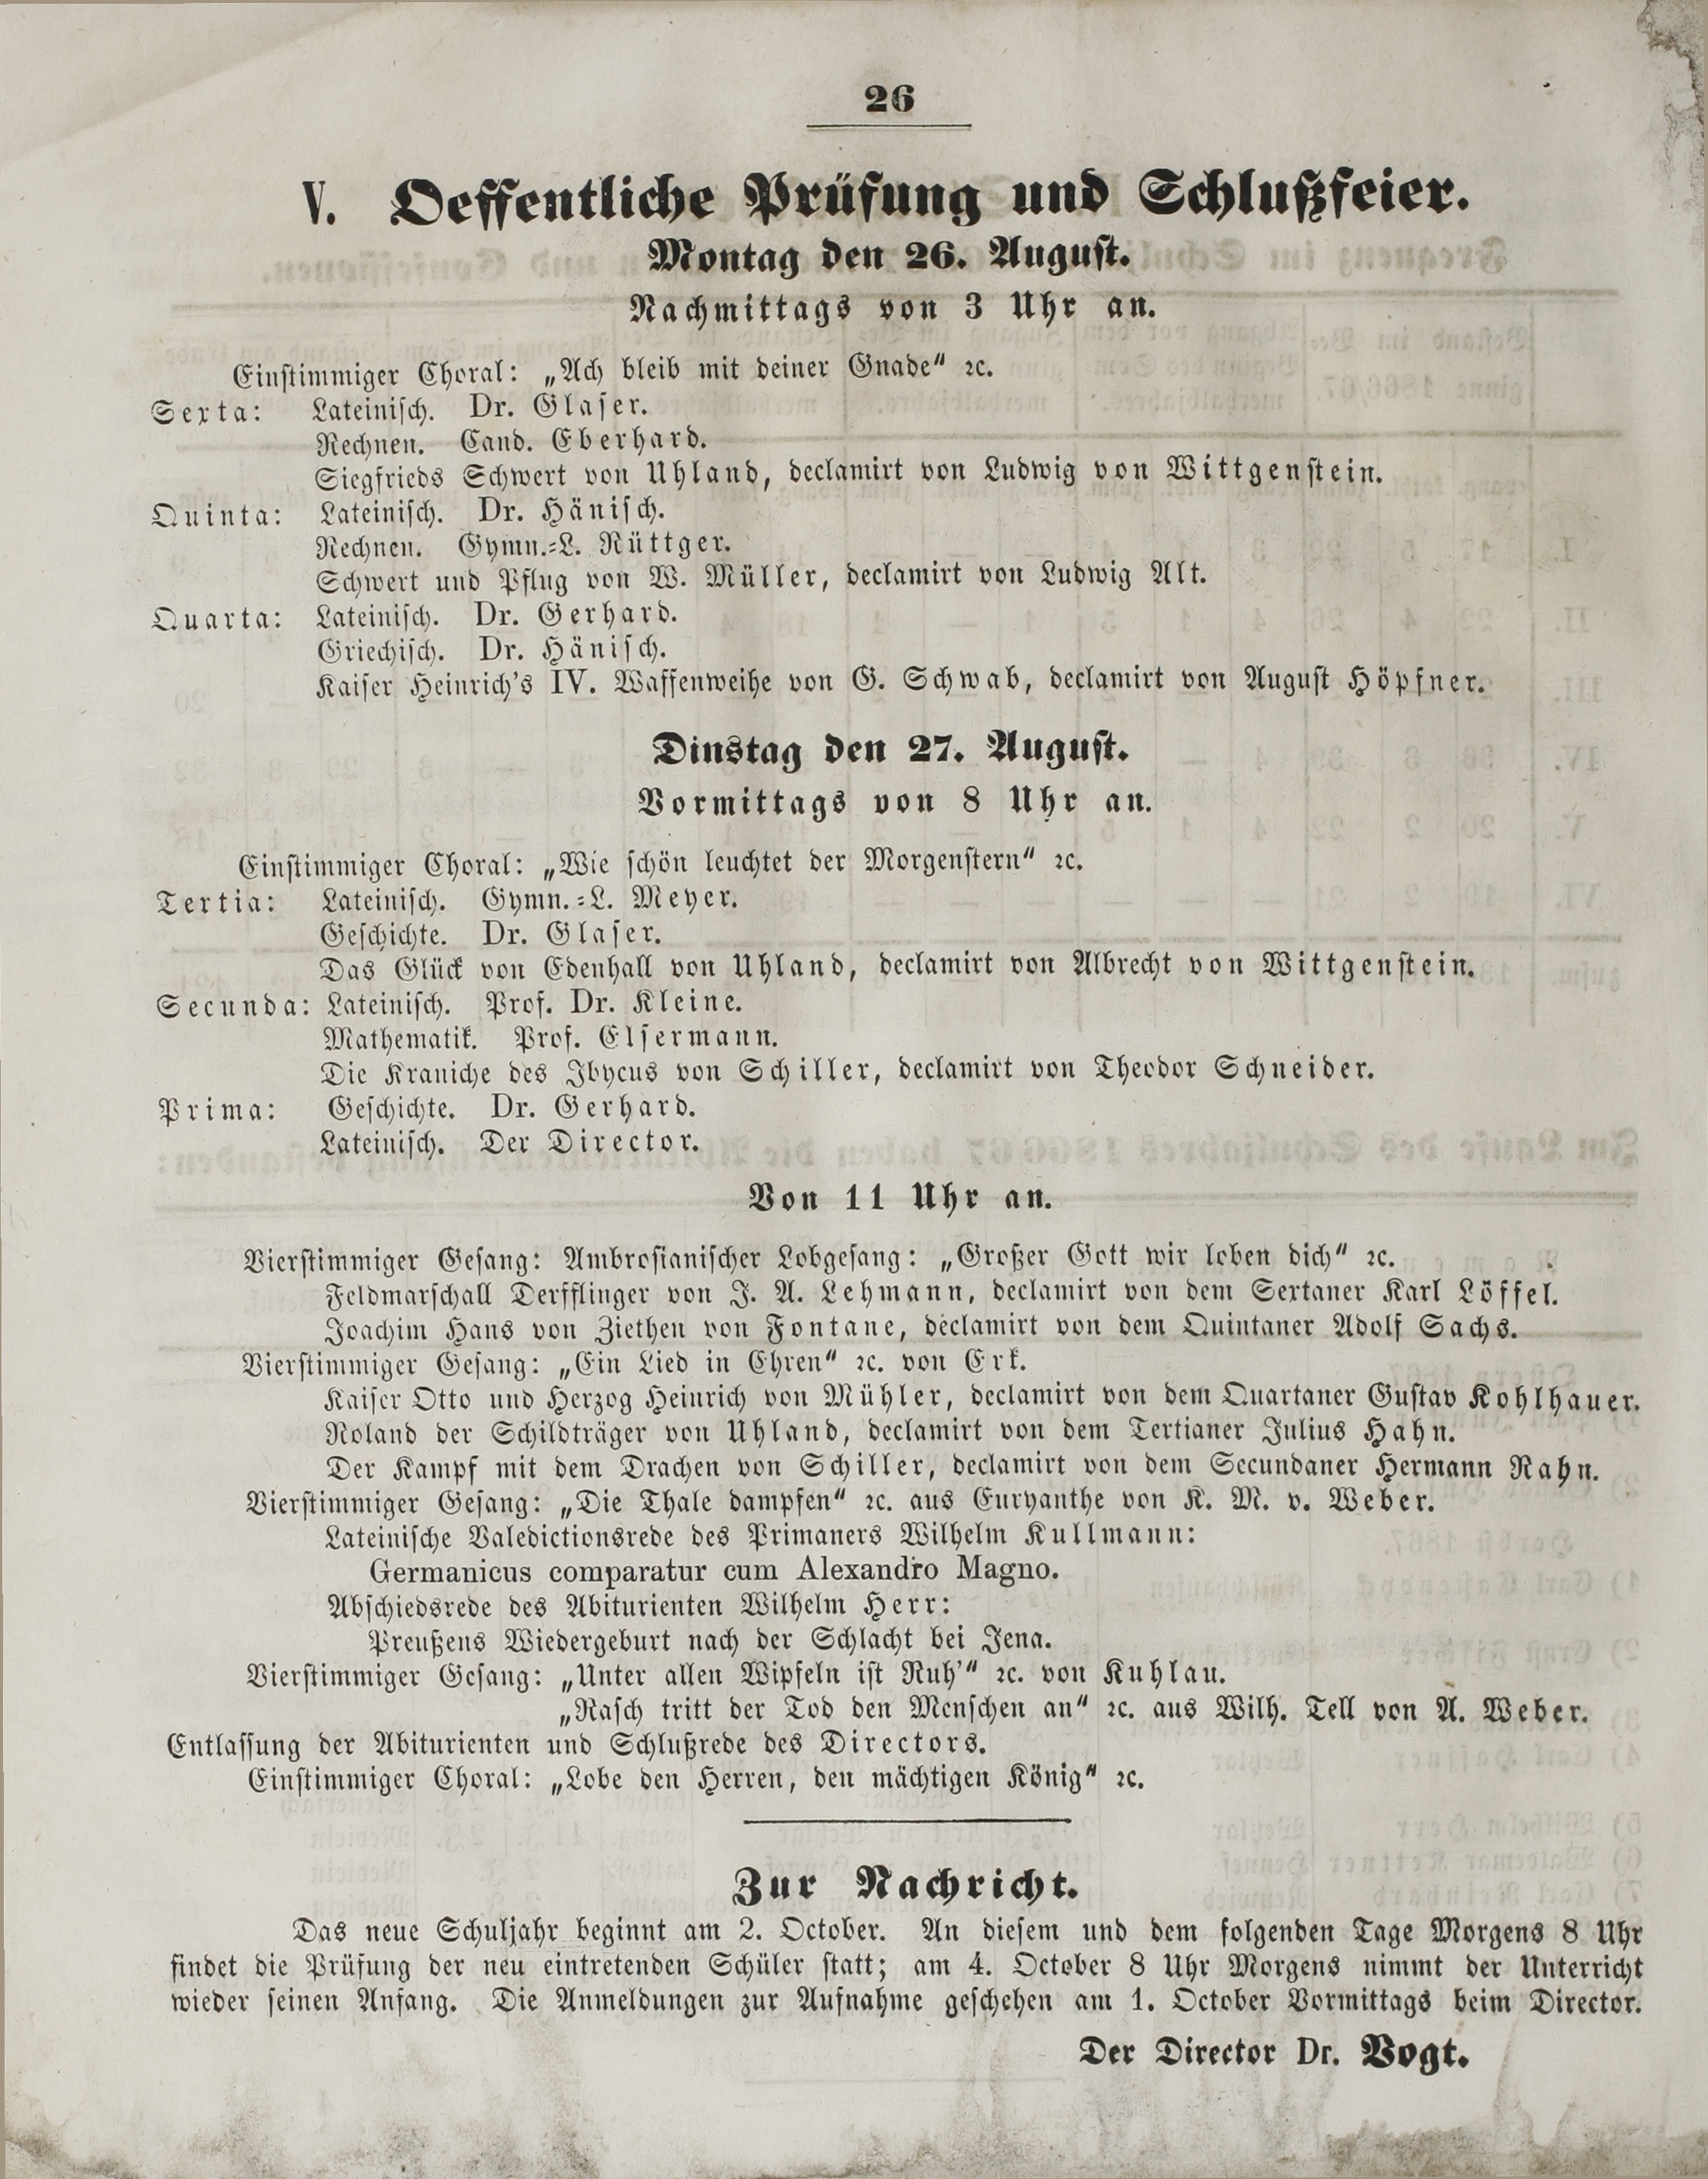 26
V. Oeffentliche Prüfung und Schlußfeier.
Montag den 26. August.
Nachmittags von 3 Uhr an.
Einstimmiger Choral: „Ach bleib mit deiner Gnade“ ꝛc.
Sexta: Lateinisch. Dr. Glaser.
Rechnen. Cand. Eberhard.
Siegfrieds Schwert von Uhland, declamirt von Ludwig von Wittgenstein.
Quinta: Lateinisch. Dr. Hänisch.
Rechnen. Gymn.-L. Rüttger.
Schwert und Pflug von W. Müller, declamirt von Ludwig Alt.
Quarta: Lateinisch. Dr. Gerhard.
Griechisch. Dr. Hänisch.
Kaiser Heinrich's IV. Waffenweihe von G. Schwab, declamirt von August Höpfner.
Dinstag den 27. August.
Vormittags von 8 Uhr an.
Einstimmiger Choral: „Wie schön leuchtet der Morgenstern“ ꝛc.
Tertia: Lateinisch. Gymn.-L. Meyer.
Geschichte. Dr. Glaser.
Das Glück von Edenhall von Uhland, declamirt von Albrecht von Wittgenstein.
Secunda: Lateinisch. Prof. Dr. Kleine.
Mathematik. Prof. Elsermann.
Die Kraniche des Ibycus von Schiller, declamirt von Theodor Schneider.
Prima: Geschichte. Dr. Gerhard.
Lateinisch. Der Director.
Von 11 Uhr an.
Vierstimmiger Gesang: Ambrosianischer Lobgesang: „Großer Gott wir loben dich“ ꝛc.
Feldmarschall Derfflinger von J. A. Lehmann, declamirt von dem Sextaner Karl Löffel.
Joachim Hans von Ziethen von Fontane, declamirt von dem Quintaner Adolf Sachs.
Vierstimmiger Gesang: „Ein Lied in Ehren“ ꝛc. von Erk.
Kaiser Otto und Herzog Heinrich von Mühler, declamirt von dem Quartaner Gustav Kohlhauer.
Roland der Schildträger von Uhland, declamirt von dem Tertianer Julius Hahn.
Der Kampf mit dem Drachen von Schiller, declamirt von dem Secundaner Hermann Rahn.
Vierstimmiger Gesang: „Die Thale dampfen“ ꝛc. aus Euryanthe von K. M. v. Weber.
Lateinische Valedictionsrede des Primaners Wilhelm Kullmann:
Germanicus comparatur cum Alexandro Magno.
Abschiedsrede des Abiturienten Wilhelm Herr:
Preußens Wiedergeburt nach der Schlacht bei Jena.
Vierstimmiger Gesang: „Unter allen Wipfeln ist Ruh'“ ꝛc. von Kuhlau.
„Rasch tritt der Tod den Menschen an“ ꝛc. aus Wilh. Tell von A. Weber.
Entlassung der Abiturienten und Schlußrede des Directors.
Einstimmiger Choral: „Lobe den Herren, den mächtigen König“ ꝛc.
Zur Nachricht.
Das neue Schuljahr beginnt am 2. October. An diesem und dem folgenden Tage Morgens 8 Uhr
findet die Prüfung der neu eintretenden Schüler statt; am 4. October 8 Uhr Morgens nimmt der Unterricht
wieder seinen Anfang. Die Anmeldungen zur Aufnahme geschehen am 1. October Vormittags beim Director.
Der Director Dr. Vogt.